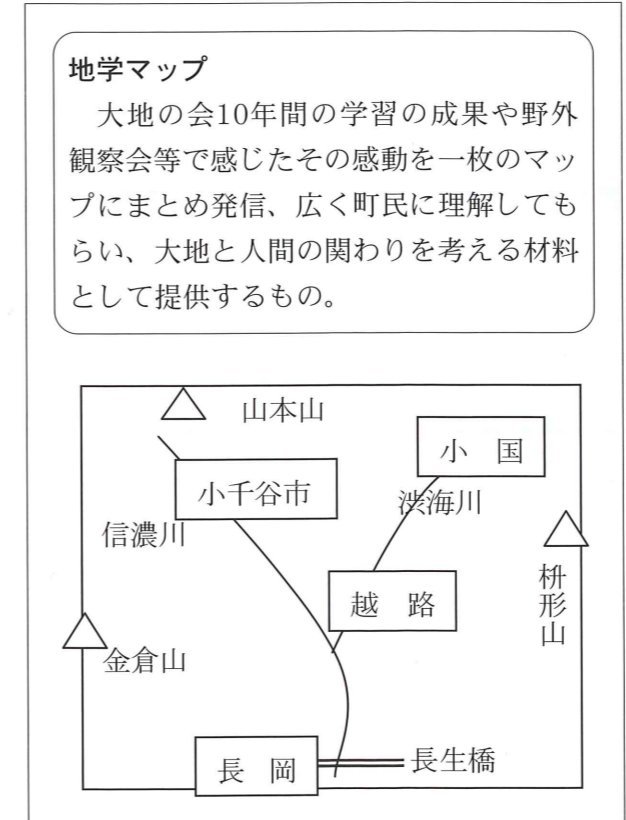 地学マップ
　大地の会10年間の学習の成果や野外
観察会等で感じたその感動を一枚のマッ
プにまとめ発信、広く町民に理解しても
らい、大地と人間の関わりを考える材料
として提供するもの。
山本山
小　国
小千谷市
渋海川
信濃川
枡形山
越　路
金倉山
長　岡
長生橋